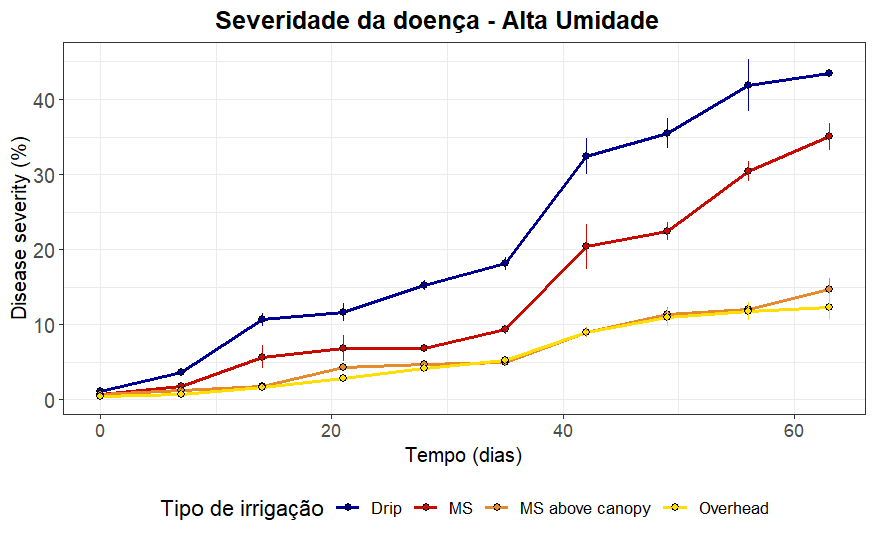 Severidade da doença - Alta Umidade
Disease severity (%)
40
30
20
10
0
0 20 40 60
Tempo (dias)
Tipo de irrigação Drip MS MS above canopy Overhead